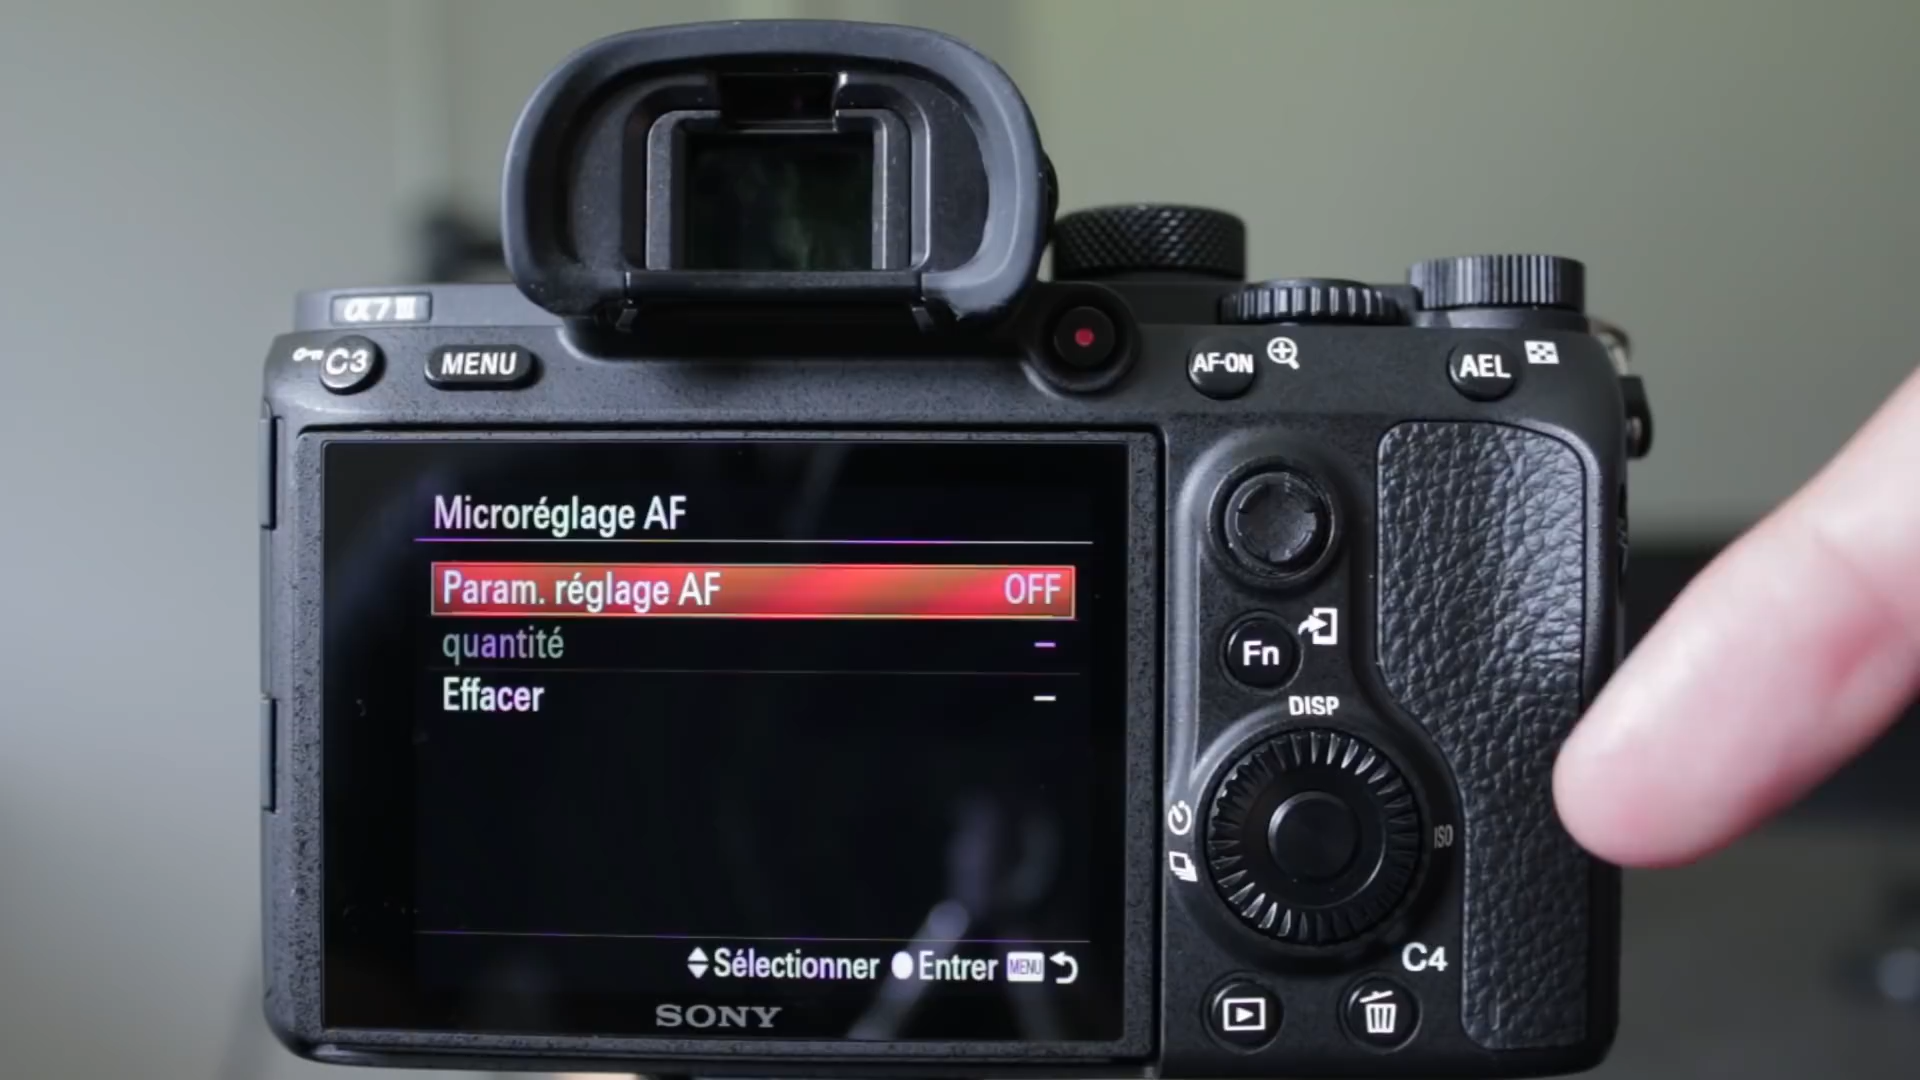 α7III
C3
MENU
AF-ON
AEL
Microréglage AF
Param. réglage AF OFF
quantité –
Effacer –
Fn
DISP
ISO
Sélectionner Entrer MENU
C4
SONY